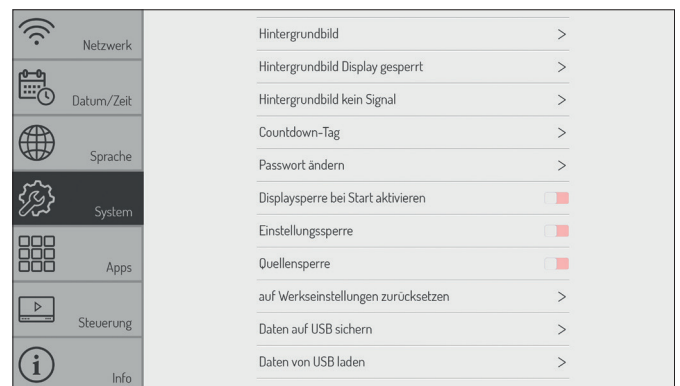 Netzwerk
Datum/Zeit
Sprache
System
Apps
Steuerung
Info
Hintergrundbild >
Hintergrundbild Display gesperrt >
Hintergrundbild kein Signal >
Countdown-Tag >
Passwort ändern >
Displaysperre bei Start aktivieren
Einstellungssperre
Quellensperre
auf Werkseinstellungen zurücksetzen >
Daten auf USB sichern >
Daten von USB laden >